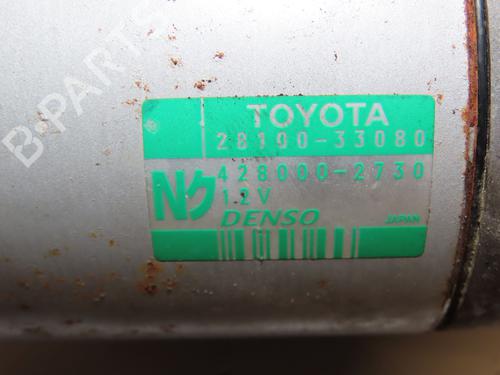 B-PARTS
TOYOTA
28100-33080
428000-2730
Nク
12V
DENSO
JAPAN